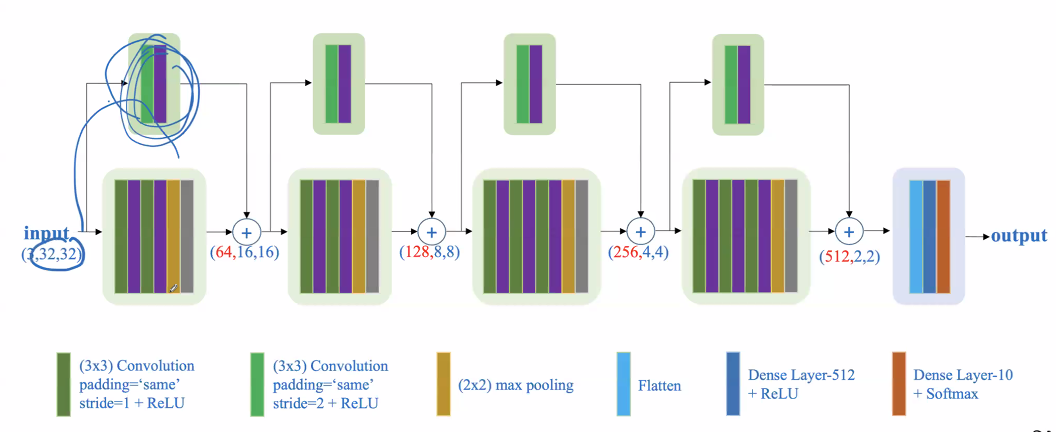 input
(3,32,32)
+
(64,16,16)
+
(128,8,8)
+
(256,4,4)
+
(512,2,2)
output
(3x3) Convolution
padding=‘same’
stride=1 + ReLU
(3x3) Convolution
padding=‘same’
stride=2 + ReLU
(2x2) max pooling
Flatten
Dense Layer-512
+ ReLU
Dense Layer-10
+ Softmax